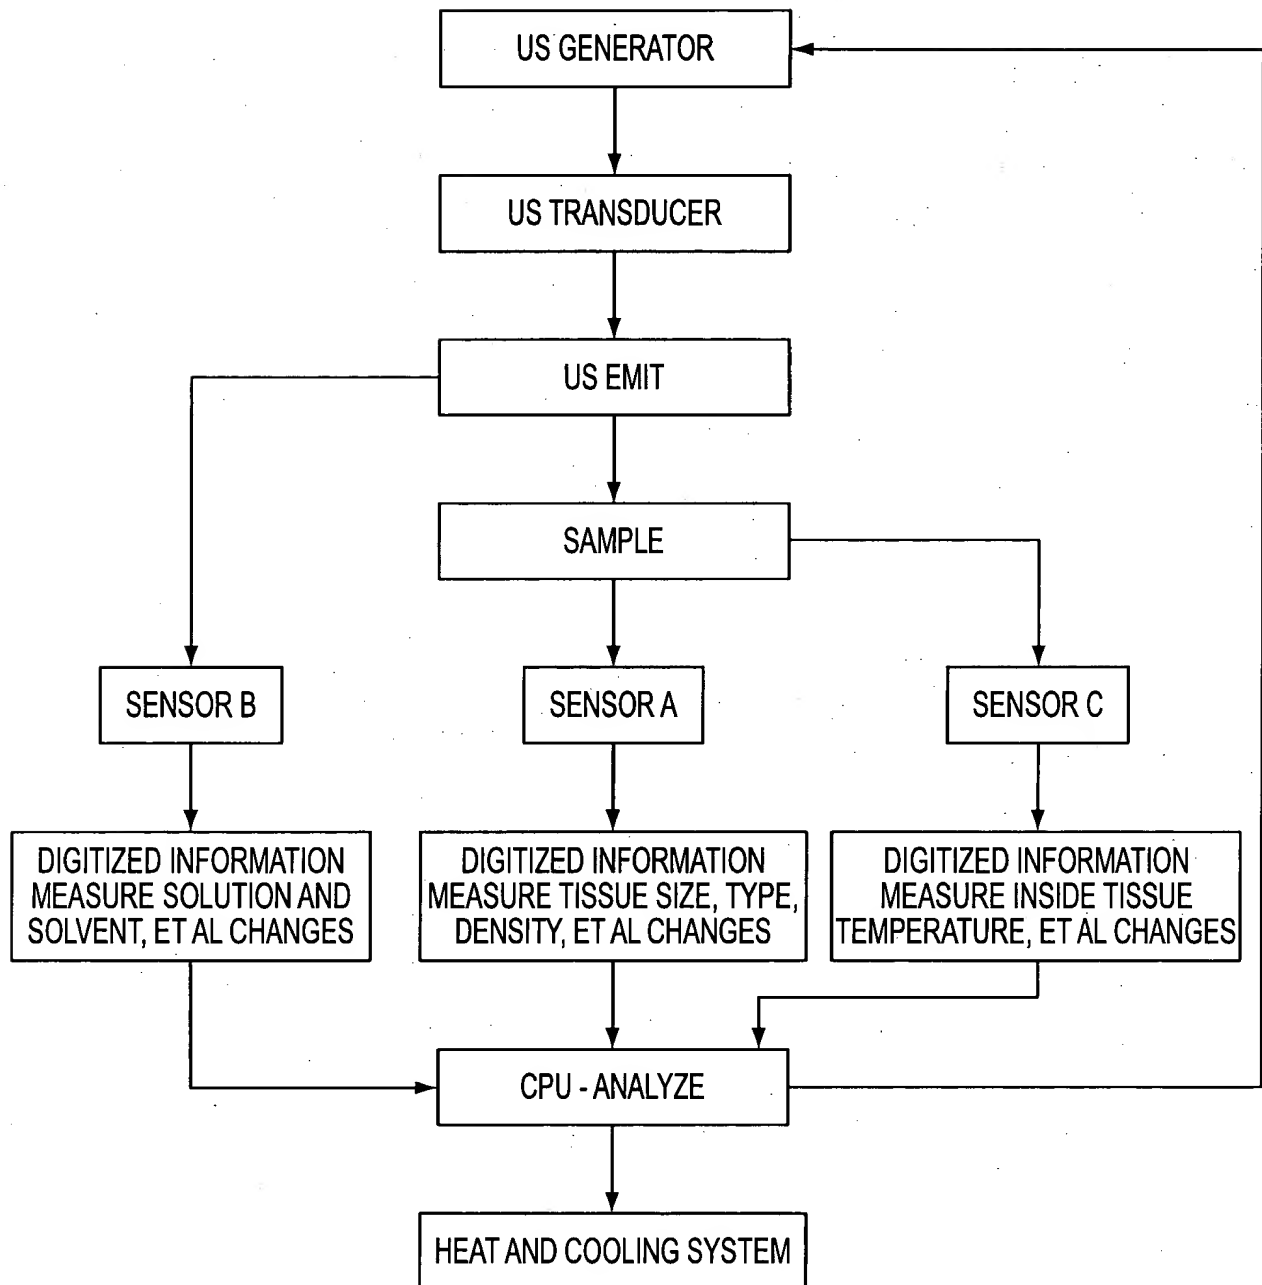 US GENERATOR
US TRANSDUCER
US EMIT
SAMPLE
SENSOR B
SENSOR A
SENSOR C
DIGITIZED INFORMATION
MEASURE SOLUTION AND
SOLVENT, ET AL CHANGES
DIGITIZED INFORMATION
MEASURE TISSUE SIZE, TYPE,
DENSITY, ET AL CHANGES
DIGITIZED INFORMATION
MEASURE INSIDE TISSUE
TEMPERATURE, ET AL CHANGES
CPU - ANALYZE
HEAT AND COOLING SYSTEM